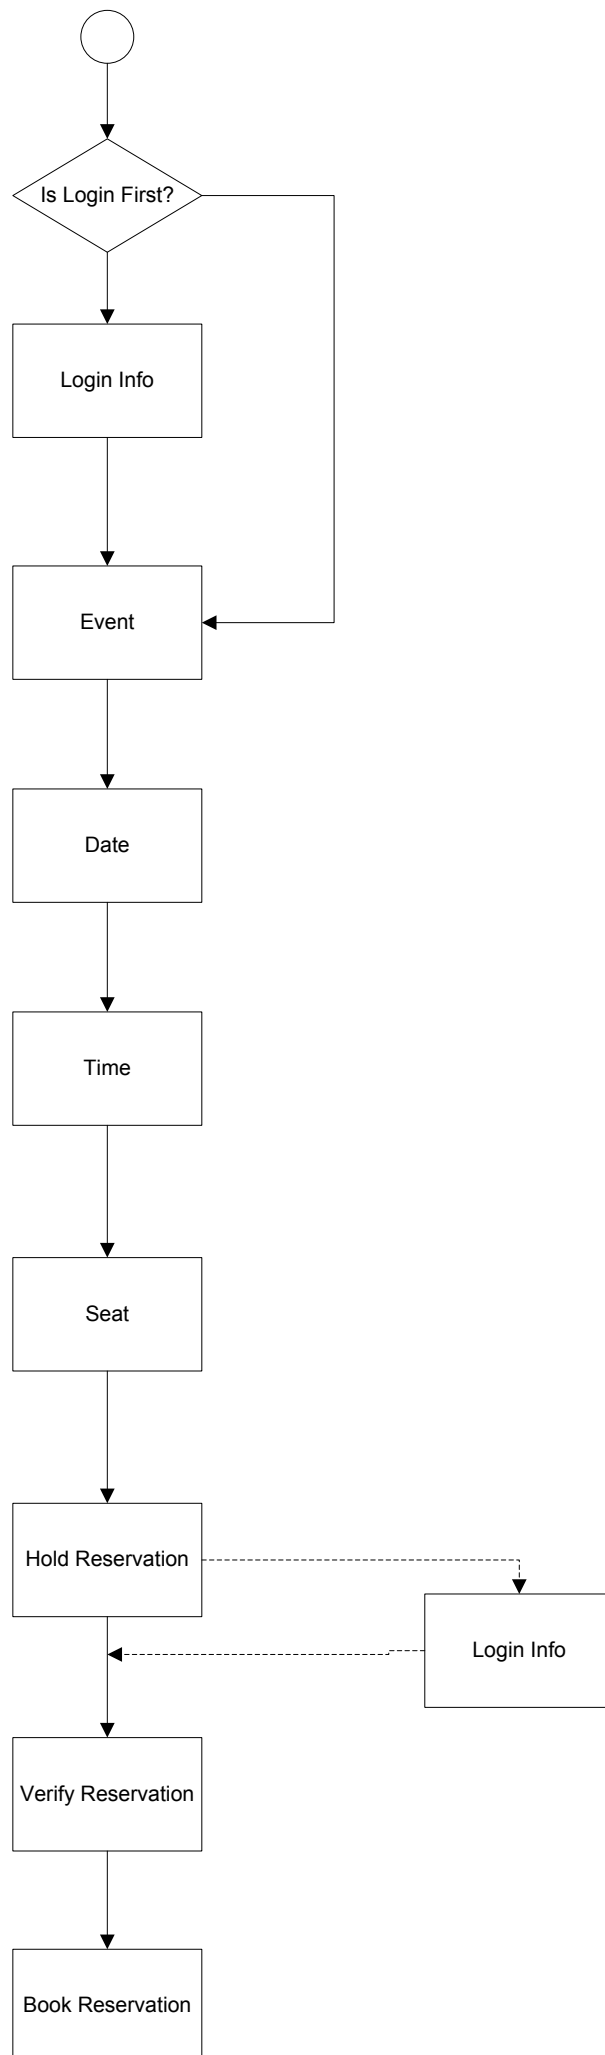 Is Login First?
Login Info
Event
Date
Time
Seat
Hold Reservation
Login Info
Verify Reservation
Book Reservation